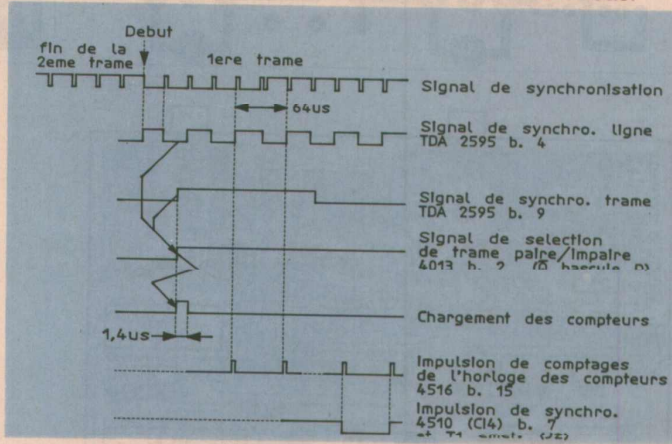 Debut
fin de la
2eme trame
1ere trame
Signal de synchronisation
64us
Signal de synchro. ligne
TDA 2595 b. 4
Signal de synchro. trame
TDA 2595 b. 9
Signal de selection
de trame paire/impaire
4013 b. 2 bascule D)
Chargement des compteurs
1,4us
Impulsion de comptages
de l'horloge des compteurs
4516 b. 15
Impulsion de synchro.
4510 (CI4) b. 7